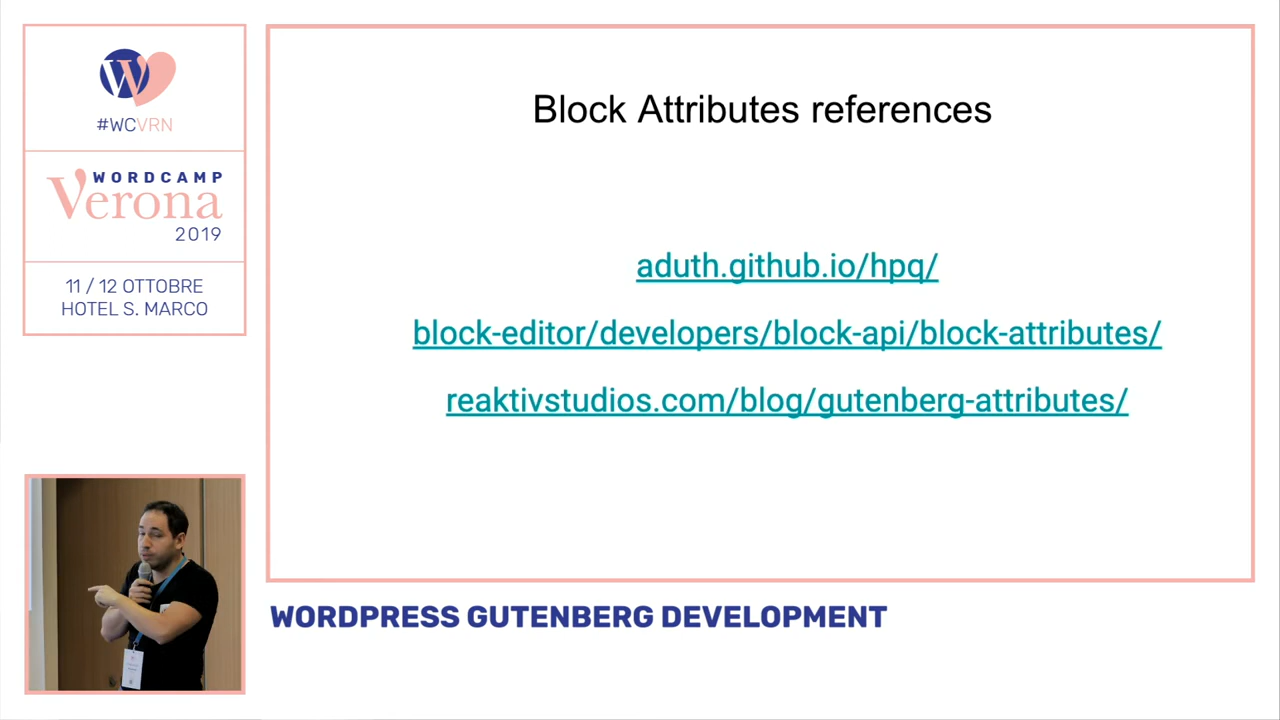 #WCVRN
WORDCAMP
Verona
2019
11 / 12 OTTOBRE
HOTEL S. MARCO
Block Attributes references
aduth.github.io/hpq/
block-editor/developers/block-api/block-attributes/
reaktivstudios.com/blog/gutenberg-attributes/
WORDPRESS GUTENBERG DEVELOPMENT